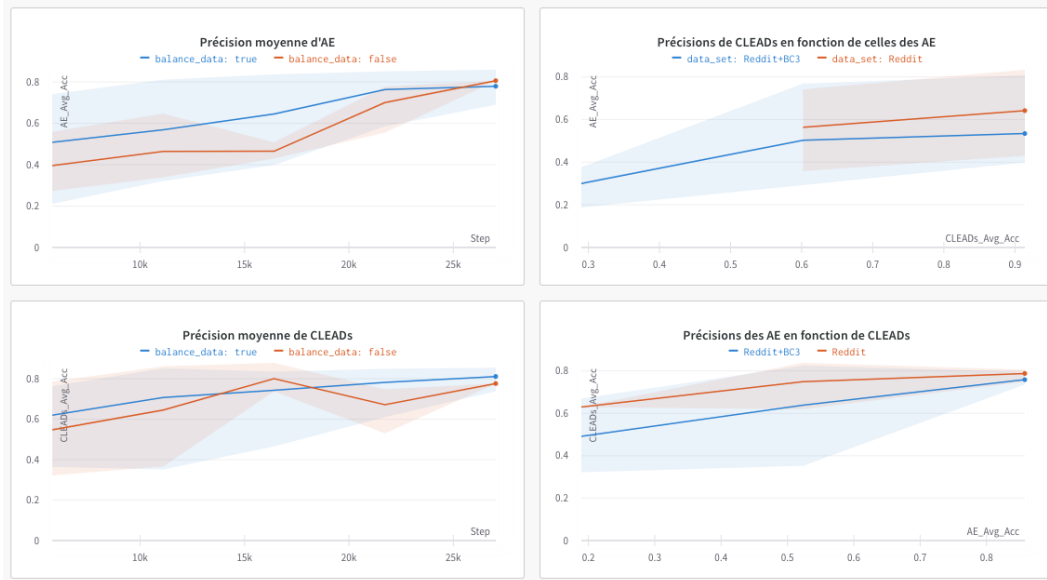 Précision moyenne d'AE
balance_data: true balance_data: false
AE_Avg_Acc
0.8
0.6
0.4
0.2
0
Step
10k 15k 20k 25k
Précisions de CLEADs en fonction de celles des AE
data_set: Reddit+BC3 data_set: Reddit
AE_Avg_Acc
0.8
0.6
0.4
0.2
0
CLEADs_Avg_Acc
0.3 0.4 0.5 0.6 0.7 0.8 0.9
Précision moyenne de CLEADs
balance_data: true balance_data: false
CLEADs_Avg_Acc
0.8
0.6
0.4
0.2
0
Step
10k 15k 20k 25k
Précisions des AE en fonction de CLEADs
Reddit+BC3 Reddit
CLEADs_Avg_Acc
0.8
0.6
0.4
0.2
0
AE_Avg_Acc
0.2 0.3 0.4 0.5 0.6 0.7 0.8